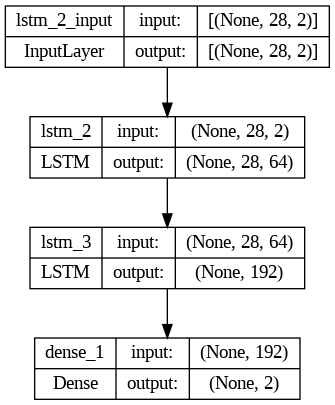 lstm_2_input input: [(None, 28, 2)]
InputLayer output: [(None, 28, 2)]
lstm_2 input: (None, 28, 2)
LSTM output: (None, 28, 64)
lstm_3 input: (None, 28, 64)
LSTM output: (None, 192)
dense_1 input: (None, 192)
Dense output: (None, 2)